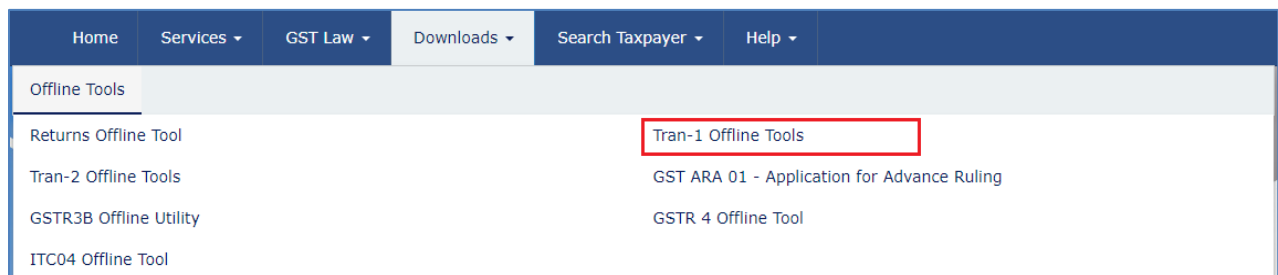 Home Services GST Law Downloads Search Taxpayer Help
Offline Tools
Returns Offline Tool Tran-1 Offline Tools
Tran-2 Offline Tools GST ARA 01 - Application for Advance Ruling
GSTR3B Offline Utility GSTR 4 Offline Tool
ITC04 Offline Tool